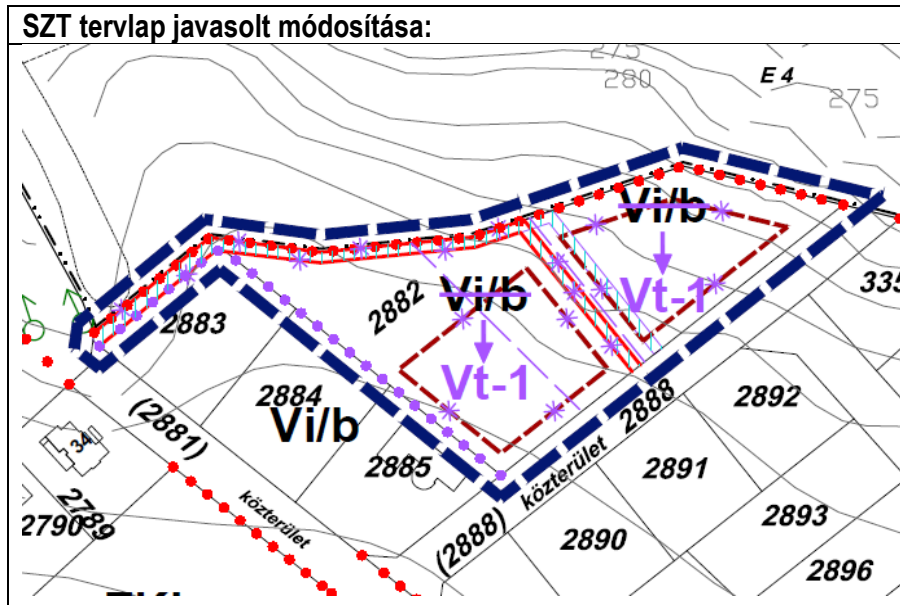 SZT tervlap javasolt módosítása:
275
280
E 4
275
Vi/b
Vt-1
335
2882
Vi/b
Vt-1
2883
2884
Vi/b
(2881)
2885
34
2789
2790
közterület
közterület 2888
(2888)
2892
2891
2893
2890
2896